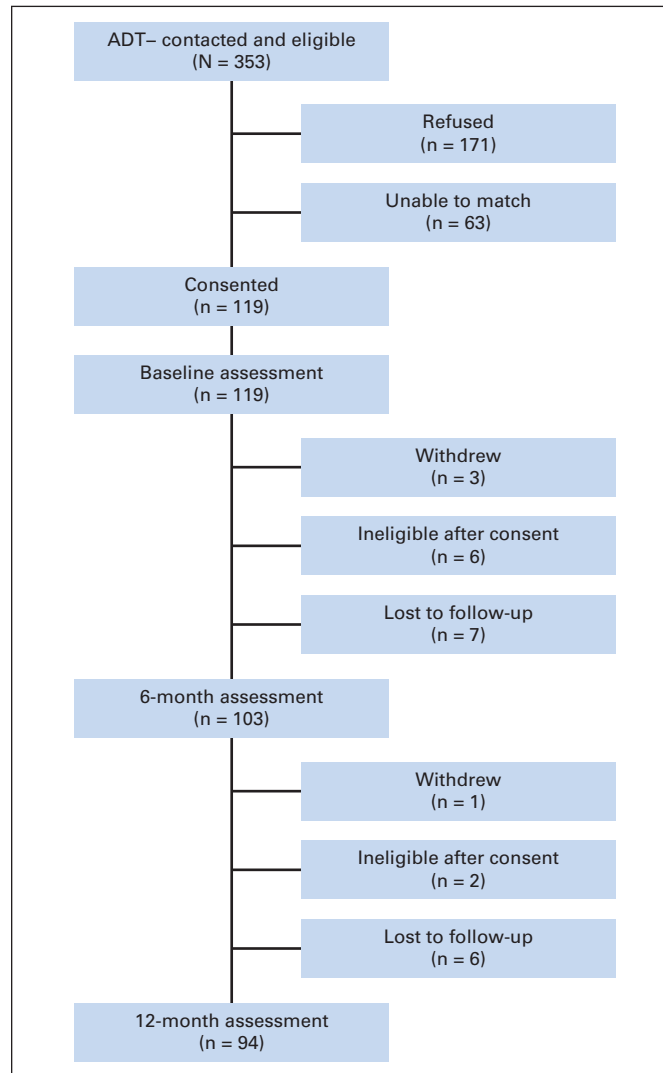 ADT– contacted and eligible
(N = 353)
Refused
(n = 171)
Unable to match
(n = 63)
Consented
(n = 119)
Baseline assessment
(n = 119)
Withdrew
(n = 3)
Ineligible after consent
(n = 6)
Lost to follow-up
(n = 7)
6-month assessment
(n = 103)
Withdrew
(n = 1)
Ineligible after consent
(n = 2)
Lost to follow-up
(n = 6)
12-month assessment
(n = 94)